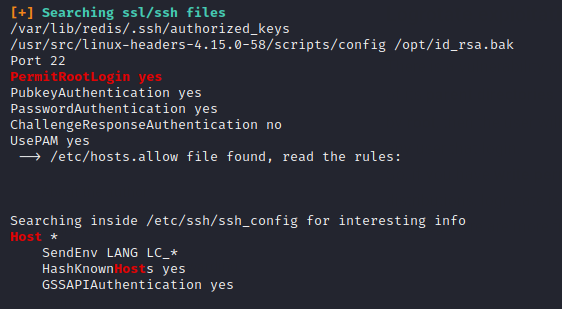 [+] Searching ssl/ssh files
/var/lib/redis/.ssh/authorized_keys
/usr/src/linux-headers-4.15.0-58/scripts/config /opt/id_rsa.bak
Port 22
PermitRootLogin yes
PubkeyAuthentication yes
PasswordAuthentication yes
ChallengeResponseAuthentication no
UsePAM yes
--> /etc/hosts.allow file found, read the rules:
Searching inside /etc/ssh/ssh_config for interesting info
Host *
SendEnv LANG LC_*
HashKnownHosts yes
GSSAPIAuthentication yes